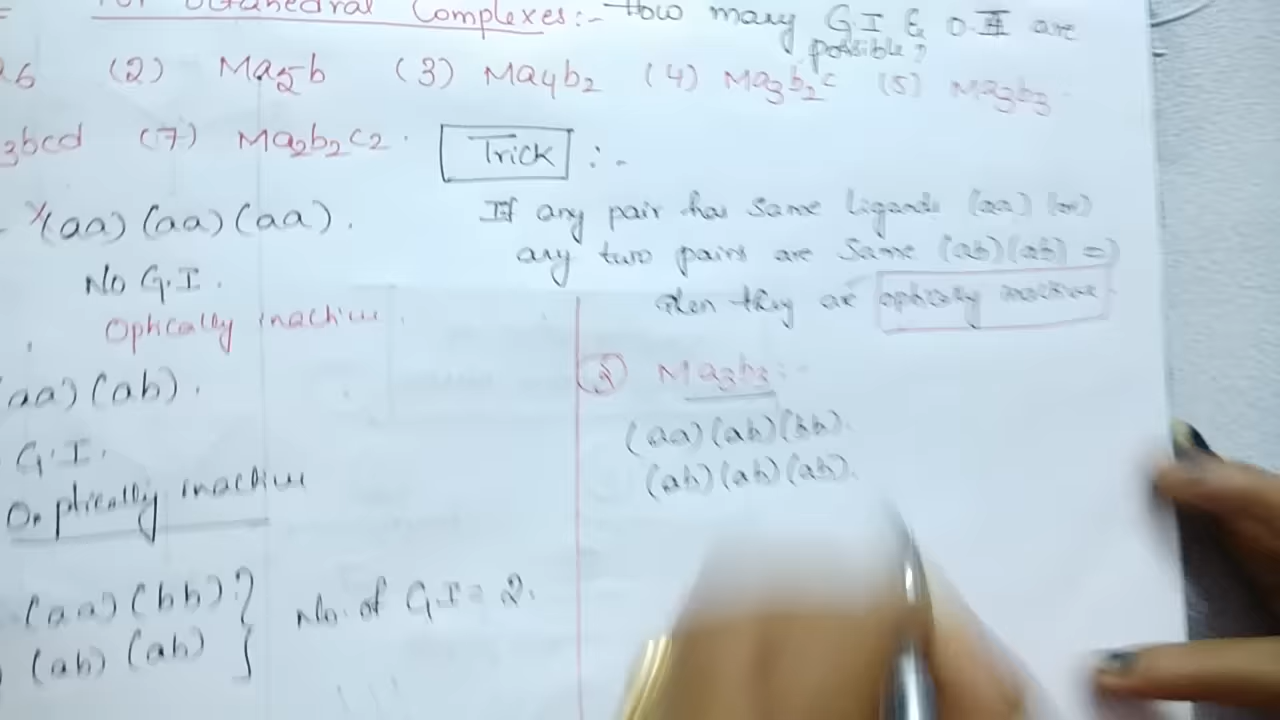 For Octahedral Complexes:- How many G.I & O.I are possible?
a6 (2) Ma5b (3) Ma4b2 (4) Ma3b2c (5) Ma3b3
3bcd (7) Ma2b2c2.
Trick :-
(aa) (aa) (aa).
No G.I.
Optically inactive.
(aa) (ab).
G.I.
Optically inactive
(aa) (bb) }
(ab) (ab) }
No. of G.I = 2.
If any pair has same ligands (aa) (or)
any two pairs are same (ab) (ab) =>
then they are optically inactive.
Ma3b3:-
(aa) (ab) (bb).
(ab) (ab) (ab).